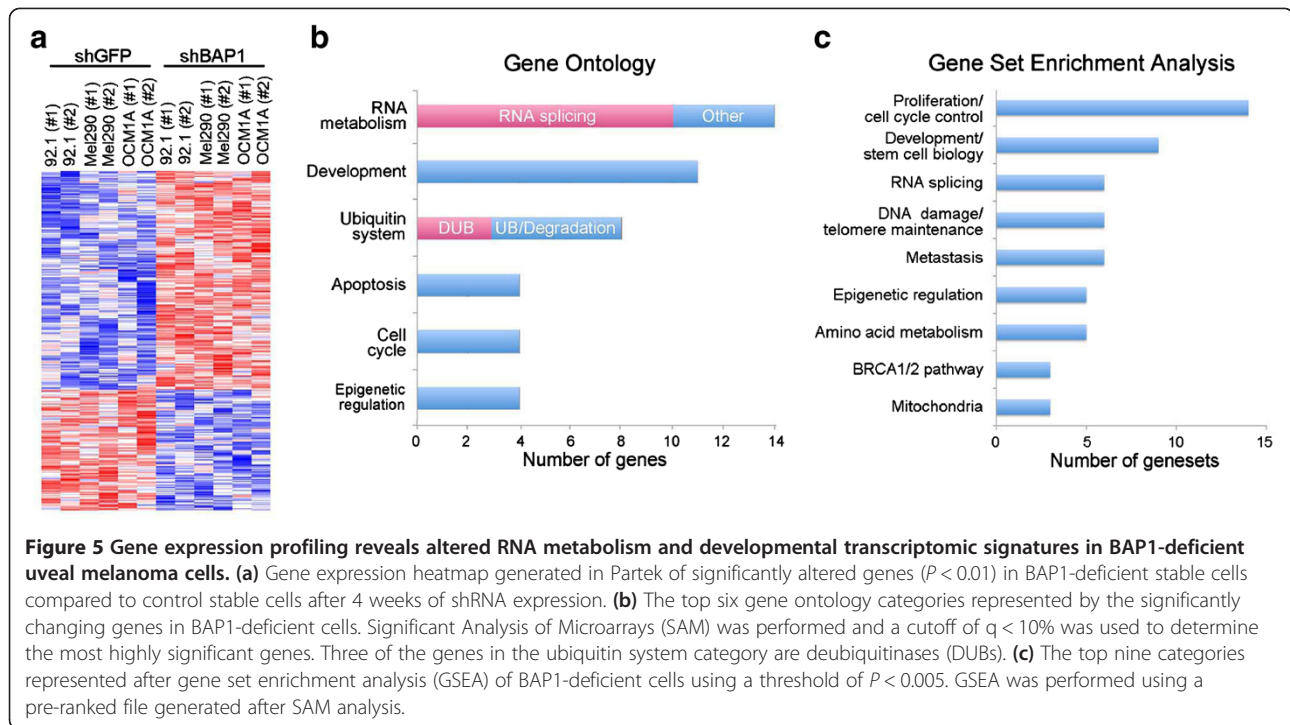 a
shGFP shBAP1
92.1 (#1)
92.1 (#2)
Mel290 (#1)
Mel290 (#2)
OCM1A (#1)
OCM1A (#2)
92.1 (#1)
92.1 (#2)
Mel290 (#1)
Mel290 (#2)
OCM1A (#1)
OCM1A (#2)
b
Gene Ontology
RNA
metabolism
RNA splicing Other
Development
Ubiquitin
system
DUB UB/Degradation
Apoptosis
Cell
cycle
Epigenetic
regulation
0 2 4 6 8 10 12 14
Number of genes
c
Gene Set Enrichment Analysis
Proliferation/
cell cycle control
Development/
stem cell biology
RNA splicing
DNA damage/
telomere maintenance
Metastasis
Epigenetic regulation
Amino acid metabolism
BRCA1/2 pathway
Mitochondria
0 5 10 15
Number of genesets
Figure 5 Gene expression profiling reveals altered RNA metabolism and developmental transcriptomic signatures in BAP1-deficient
uveal melanoma cells. (a) Gene expression heatmap generated in Partek of significantly altered genes (P < 0.01) in BAP1-deficient stable cells
compared to control stable cells after 4 weeks of shRNA expression. (b) The top six gene ontology categories represented by the significantly
changing genes in BAP1-deficient cells. Significant Analysis of Microarrays (SAM) was performed and a cutoff of q < 10% was used to determine
the most highly significant genes. Three of the genes in the ubiquitin system category are deubiquitinases (DUBs). (c) The top nine categories
represented after gene set enrichment analysis (GSEA) of BAP1-deficient cells using a threshold of P < 0.005. GSEA was performed using a
pre-ranked file generated after SAM analysis.